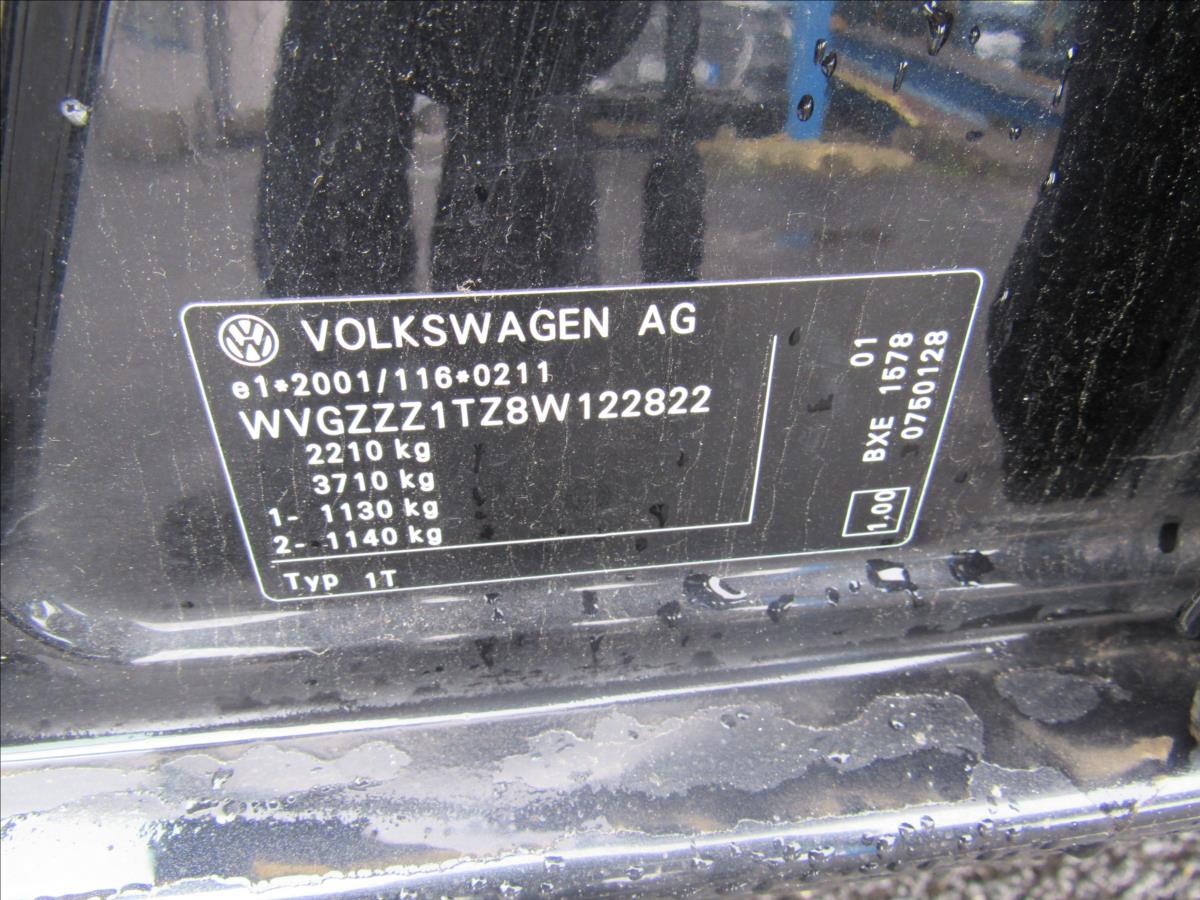 VOLKSWAGEN AG
e1*2001/116*0211
WVGZZZ1TZ8W122822
2210 kg
3710 kg
1- 1130 kg
2- 1140 kg
Typ 1T
01
BXE 1578
0750128
1,00